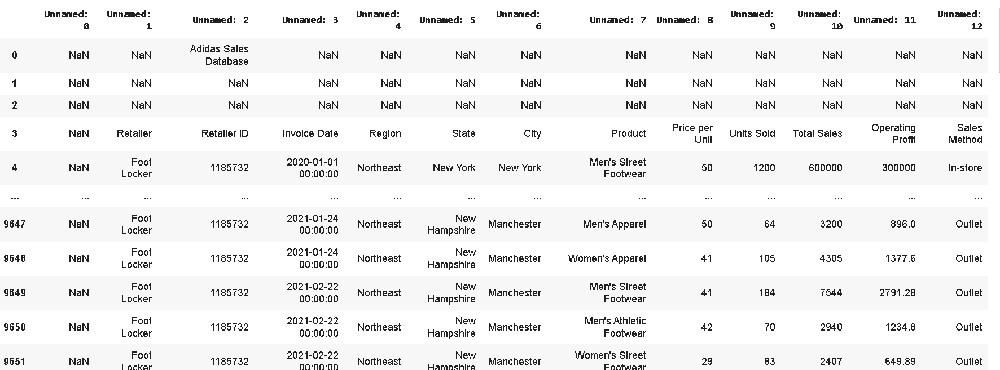 Unnamed: 0 Unnamed: 1 Unnamed: 2 Unnamed: 3 Unnamed: 4 Unnamed: 5 Unnamed: 6 Unnamed: 7 Unnamed: 8 Unnamed: 9 Unnamed: 10 Unnamed: 11 Unnamed: 12
0 NaN NaN Adidas Sales Database NaN NaN NaN NaN NaN NaN NaN NaN NaN NaN
1 NaN NaN NaN NaN NaN NaN NaN NaN NaN NaN NaN NaN NaN
2 NaN NaN NaN NaN NaN NaN NaN NaN NaN NaN NaN NaN NaN
3 NaN Retailer Retailer ID Invoice Date Region State City Product Price per Unit Units Sold Total Sales Operating Profit Sales Method
4 NaN Foot Locker 1185732 2020-01-01 00:00:00 Northeast New York New York Men's Street Footwear 50 1200 600000 300000 In-store
... ... ... ... ... ... ... ... ... ... ... ... ... ...
9647 NaN Foot Locker 1185732 2021-01-24 00:00:00 Northeast New Hampshire Manchester Men's Apparel 50 64 3200 896.0 Outlet
9648 NaN Foot Locker 1185732 2021-01-24 00:00:00 Northeast New Hampshire Manchester Women's Apparel 41 105 4305 1377.6 Outlet
9649 NaN Foot Locker 1185732 2021-02-22 00:00:00 Northeast New Hampshire Manchester Men's Street Footwear 41 184 7544 2791.28 Outlet
9650 NaN Foot Locker 1185732 2021-02-22 00:00:00 Northeast New Hampshire Manchester Men's Athletic Footwear 42 70 2940 1234.8 Outlet
9651 NaN Foot Locker 1185732 2021-02-22 00:00:00 Northeast New Hampshire Manchester Women's Street Footwear 29 83 2407 649.89 Outlet